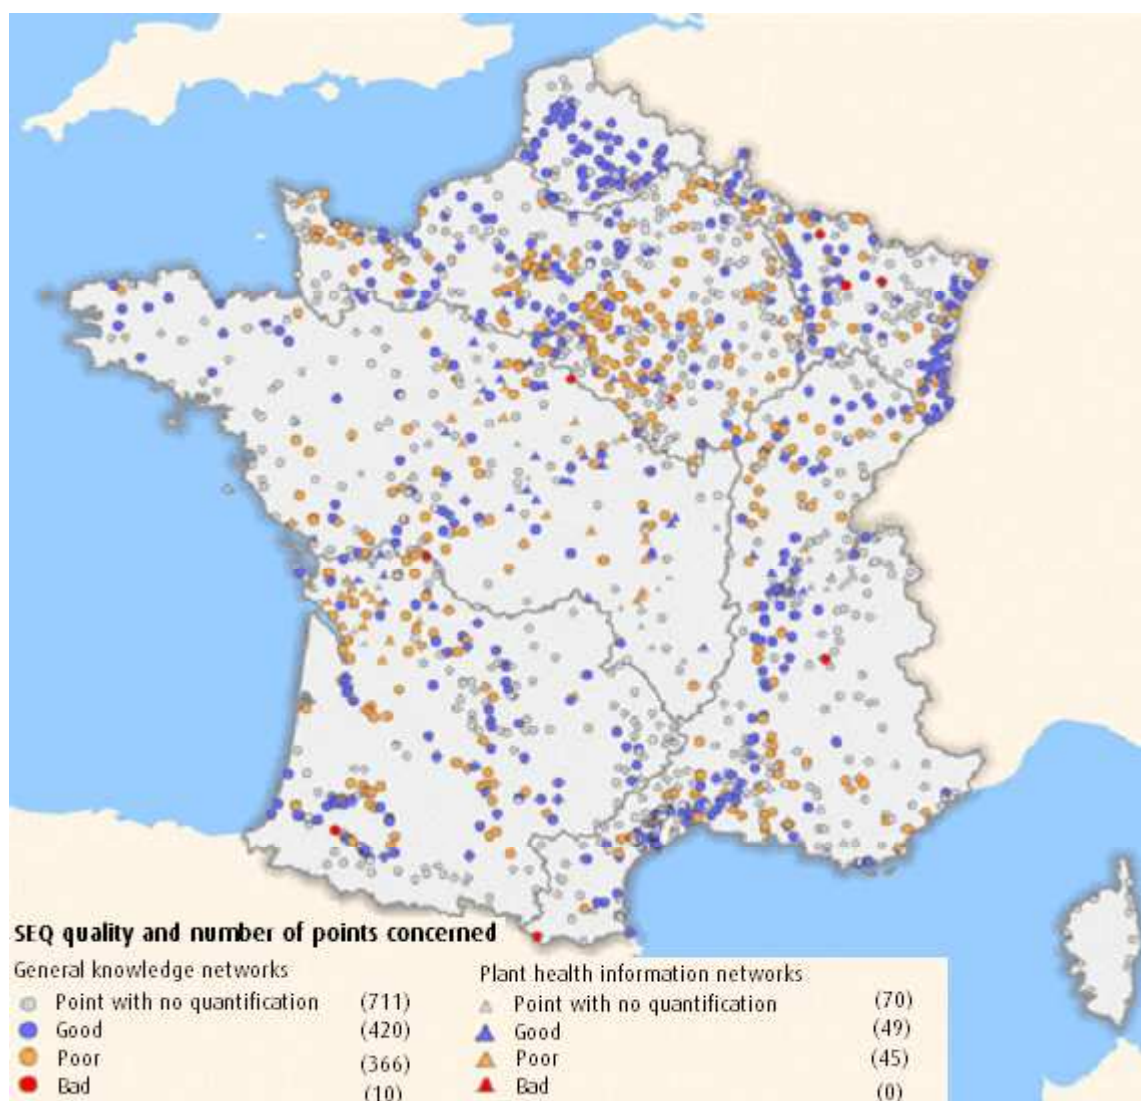 SEQ quality and number of points concerned
General knowledge networks
Point with no quantification (711)
Good (420)
Poor (366)
Bad (10)
Plant health information networks
Point with no quantification (70)
Good (49)
Poor (45)
Bad (0)